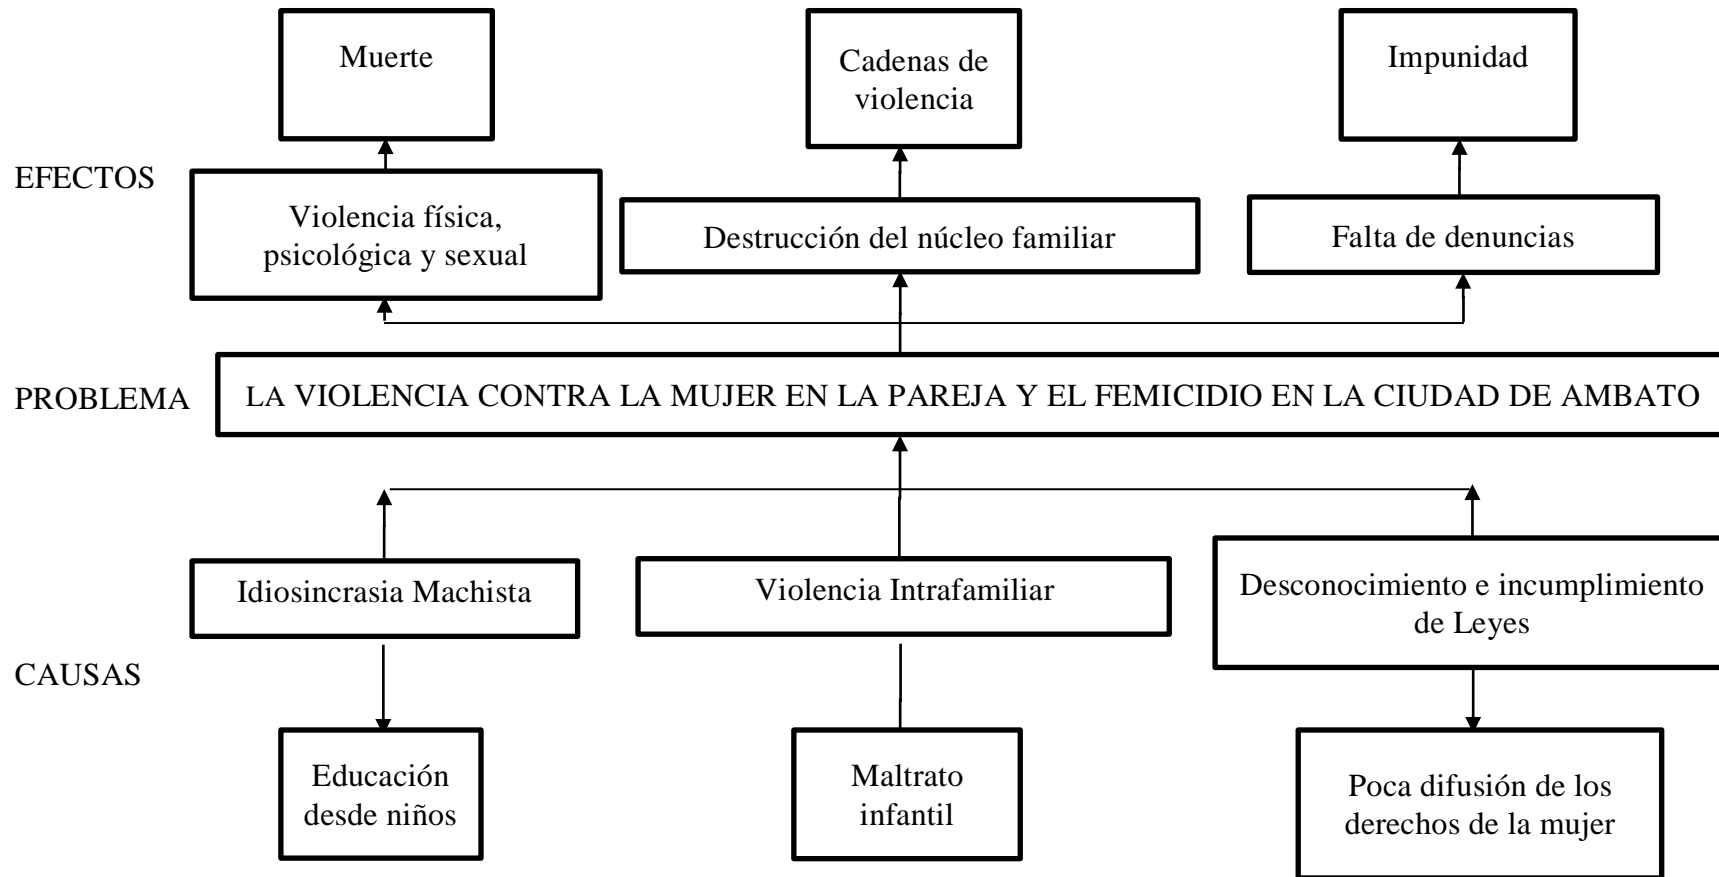 Muerte
Cadenas de
violencia
Impunidad
EFECTOS
Violencia física,
psicológica y sexual
Destrucción del núcleo familiar
Falta de denuncias
PROBLEMA
LA VIOLENCIA CONTRA LA MUJER EN LA PAREJA Y EL FEMICIDIO EN LA CIUDAD DE AMBATO
Idiosincrasia Machista
Violencia Intrafamiliar
Desconocimiento e incumplimiento
de Leyes
CAUSAS
Educación
desde niños
Maltrato
infantil
Poca difusión de los
derechos de la mujer